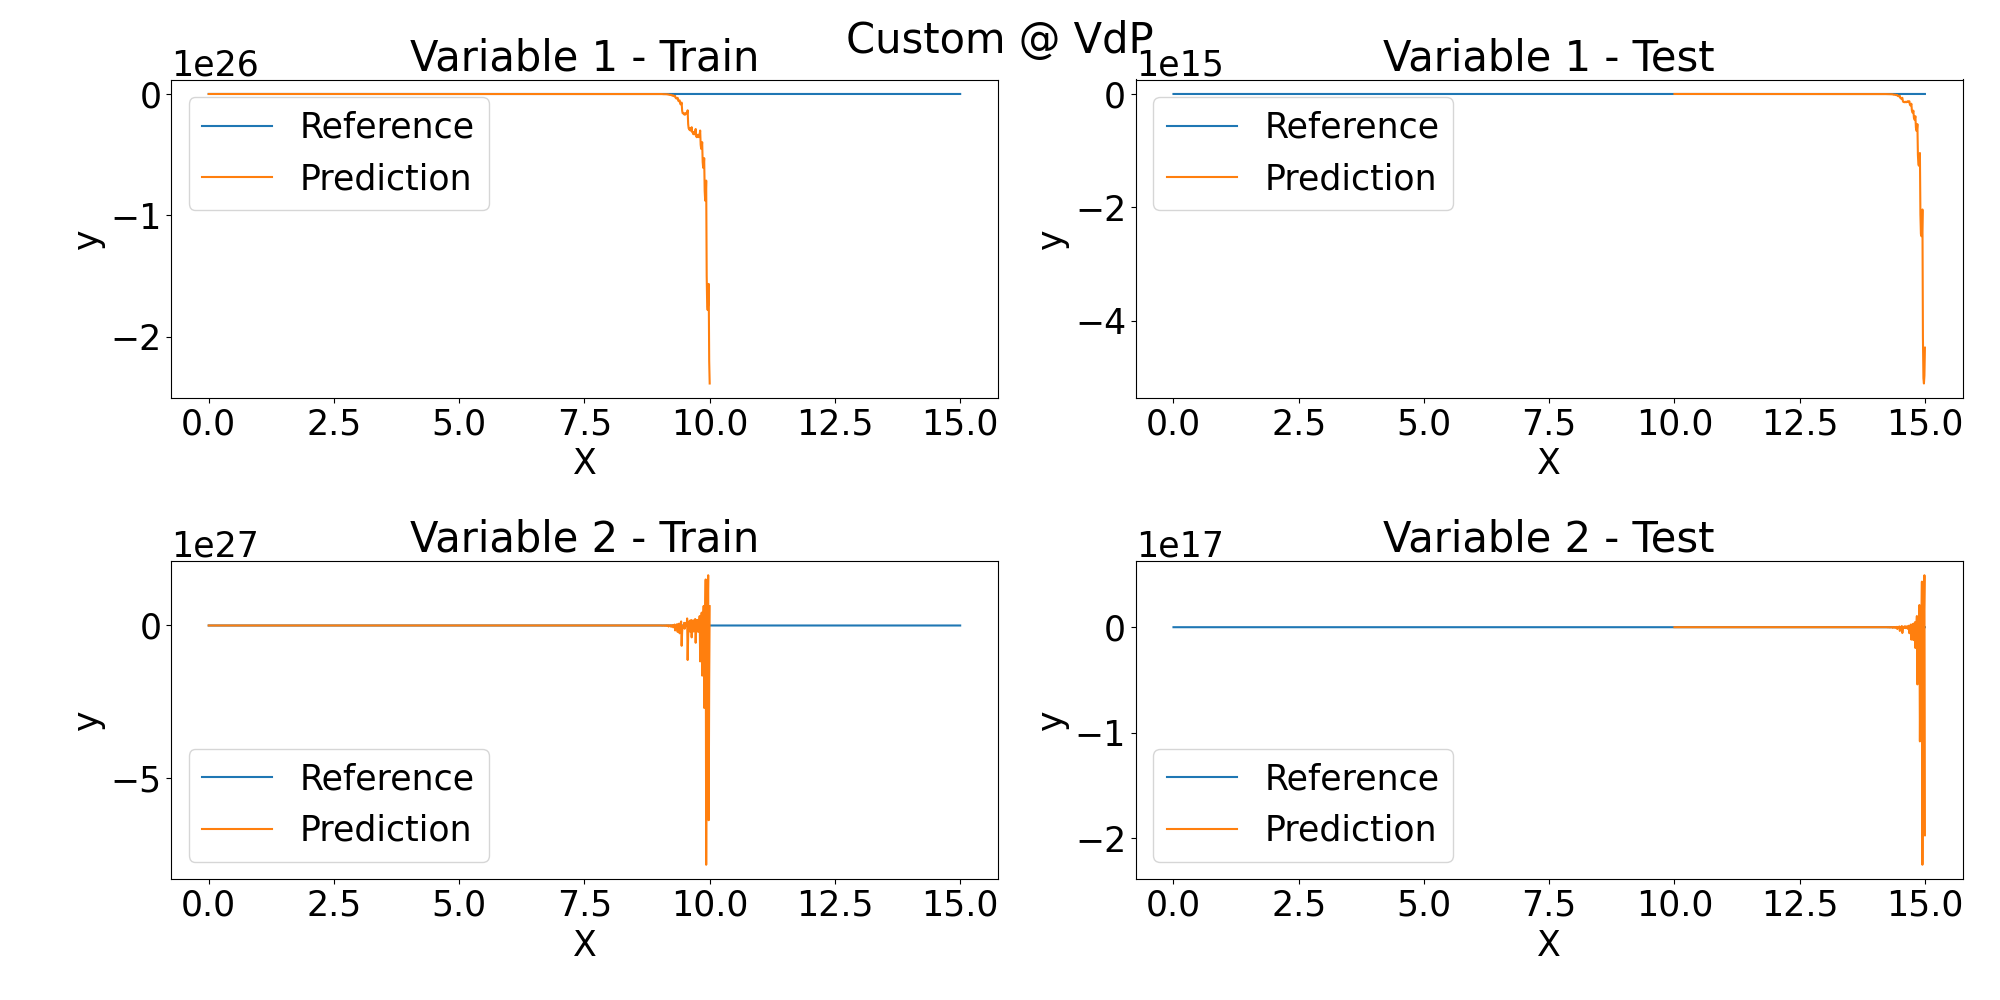 Custom @ VdP
Variable 1 - Train
1e26
0
−1
−2
y
Reference
Prediction
0.0 2.5 5.0 7.5 10.0 12.5 15.0
X
Variable 1 - Test
1e15
0
−2
−4
y
Reference
Prediction
0.0 2.5 5.0 7.5 10.0 12.5 15.0
X
Variable 2 - Train
1e27
0
−5
y
Reference
Prediction
0.0 2.5 5.0 7.5 10.0 12.5 15.0
X
Variable 2 - Test
1e17
0
−1
−2
y
Reference
Prediction
0.0 2.5 5.0 7.5 10.0 12.5 15.0
X